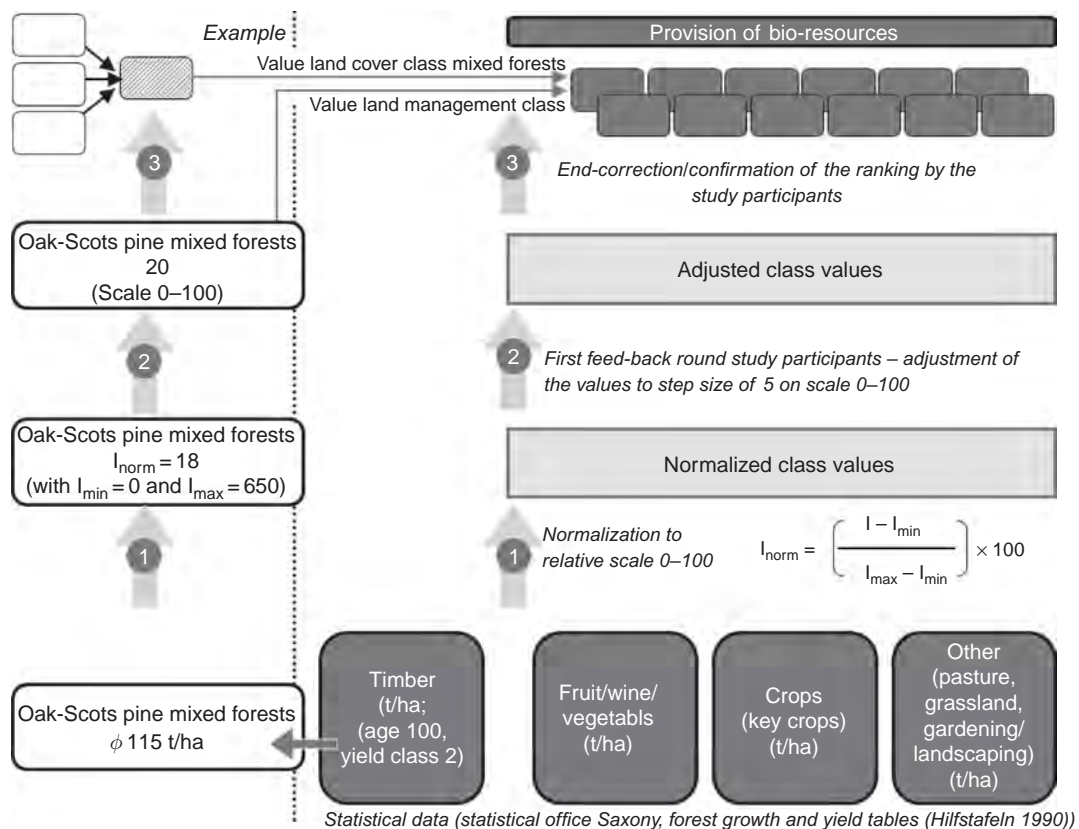 Example
Provision of bio-resources
Value land cover class mixed forests
Value land management class
3
3
End-correction/confirmation of the ranking by the
study participants
Oak-Scots pine mixed forests
20
(Scale 0–100)
Adjusted class values
2
2
First feed-back round study participants – adjustment of
the values to step size of 5 on scale 0–100
Oak-Scots pine mixed forests
Inorm = 18
(with Imin = 0 and Imax = 650)
Normalized class values
1
1
Normalization to
relative scale 0–100
Inorm = ( I – Imin / Imax – Imin ) × 100
Oak-Scots pine mixed forests
ϕ 115 t/ha
Timber
(t/ha;
(age 100,
yield class 2)
Fruit/wine/
vegetabls
(t/ha)
Crops
(key crops)
(t/ha)
Other
(pasture,
grassland,
gardening/
landscaping)
(t/ha)
Statistical data (statistical office Saxony, forest growth and yield tables (Hilfstafeln 1990))